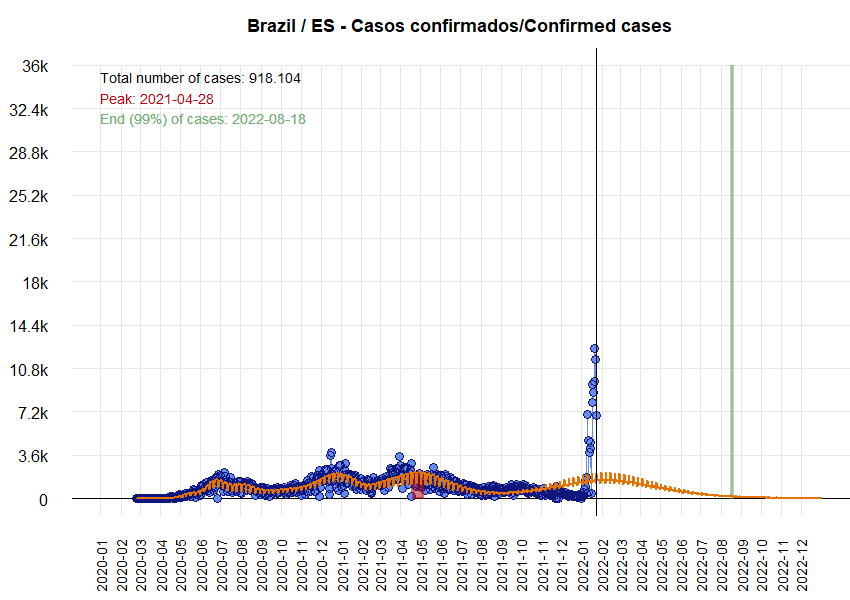 Brazil / ES - Casos confirmados/Confirmed cases
Total number of cases: 918.104
Peak: 2021-04-28
End (99%) of cases: 2022-08-18
36k
32.4k
28.8k
25.2k
21.6k
18k
14.4k
10.8k
7.2k
3.6k
0
2020-01
2020-02
2020-03
2020-04
2020-05
2020-06
2020-07
2020-08
2020-09
2020-10
2020-11
2020-12
2021-01
2021-02
2021-03
2021-04
2021-05
2021-06
2021-07
2021-08
2021-09
2021-10
2021-11
2021-12
2022-01
2022-02
2022-03
2022-04
2022-05
2022-06
2022-07
2022-08
2022-09
2022-10
2022-11
2022-12